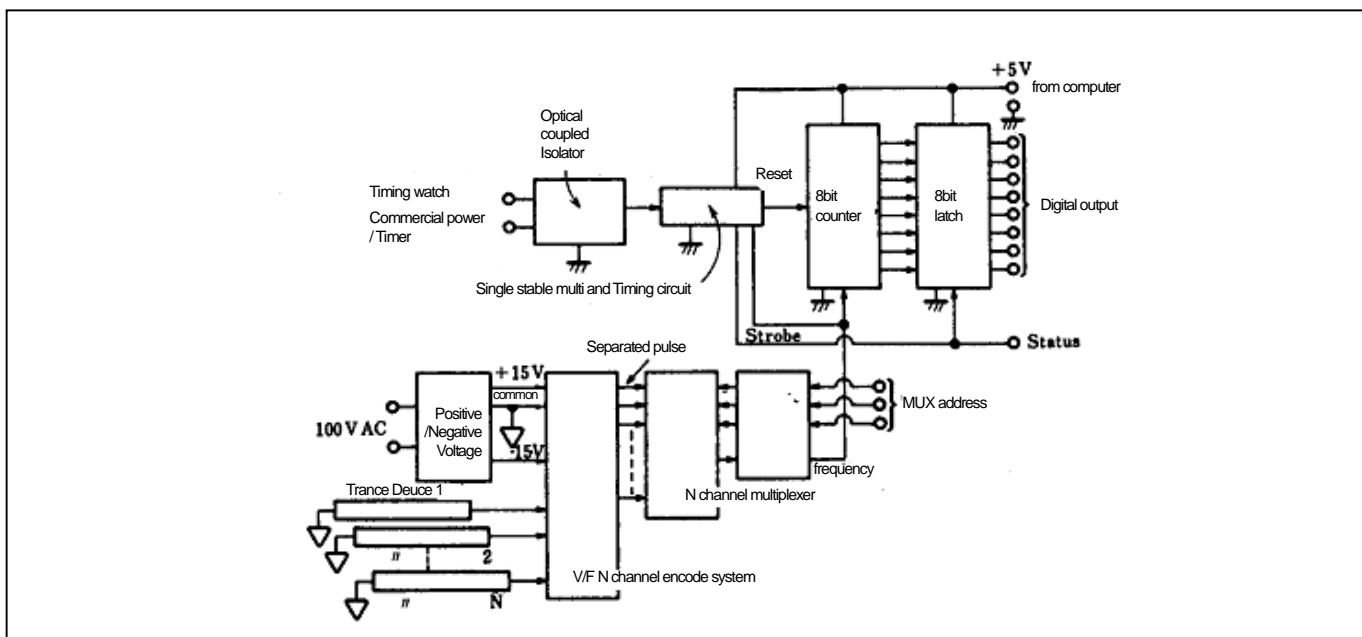 +5V
from computer
Optical
coupled
Isolator
Reset
Timing watch
Commercial power
/ Timer
8bit
counter
8bit
latch
Digital output
Single stable multi and Timing circuit
Strobe
Status
Separated pulse
+15V
common
Positive
/Negative
Voltage
100V AC
-15V
MUX address
frequency
Trance Deuce 1
N channel multiplexer
〃 2
〃 N
V/F N channel encode system